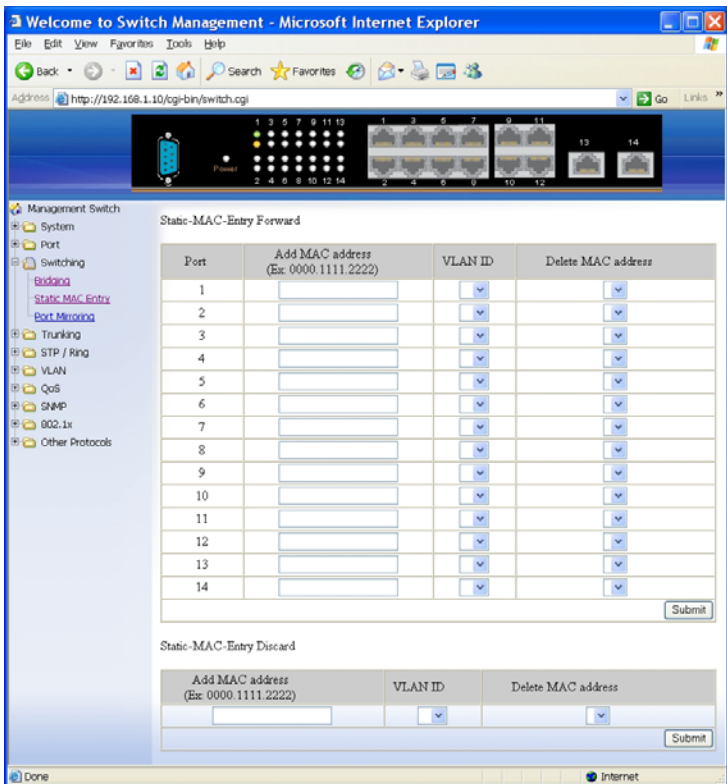 Welcome to Switch Management - Microsoft Internet Explorer
File Edit View Favorites Tools Help
Back Search Favorites
Address http://192.168.1.10/cgi-bin/switch.cgi Go Links »
1 3 5 7 9 11 13
Power
2 4 6 8 10 12 14
1 3 5 7 9 11
13 14
2 4 6 8 10 12
Management Switch
System
Port
Switching
Bridging
Static MAC Entry
Port Mirroring
Trunking
STP / Ring
VLAN
QoS
SNMP
802.1x
Other Protocols
Static-MAC-Entry Forward
Port Add MAC address (Ex: 0000.1111.2222) VLAN ID Delete MAC address
1
2
3
4
5
6
7
8
9
10
11
12
13
14
Submit
Static-MAC-Entry Discard
Add MAC address (Ex: 0000.1111.2222) VLAN ID Delete MAC address
Submit
Done Internet